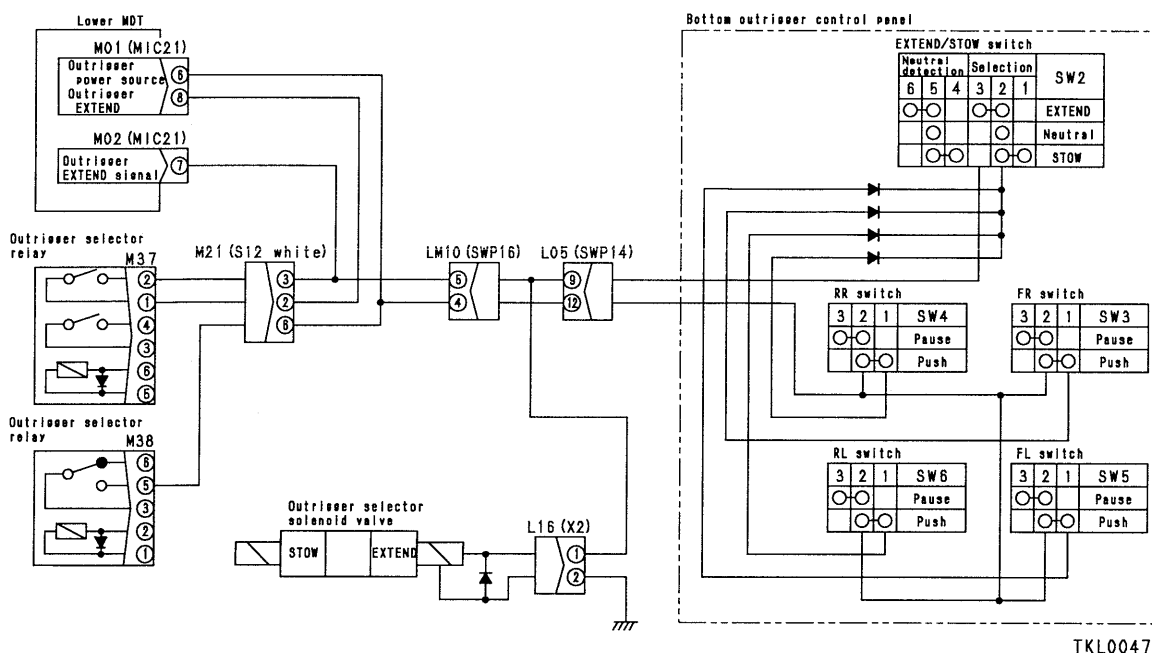 Lower MDT
M01 (MIC21)
Outrigger
power source
6
Outrigger
EXTEND
8
M02 (MIC21)
Outrigger
EXTEND signal
7
Outrigger selector
relay
M37
2
1
4
3
6
5
Outrigger selector
relay
M38
6
5
3
2
1
M21 (S12 white)
3
2
6
LM10 (SWP16)
5
4
L05 (SWP14)
9
12
Outrigger selector
solenoid valve
STOW
EXTEND
L16 (X2)
1
2
Bottom outrigger control panel
EXTEND/STOW switch
Neutral
detection
Selection
SW2
6 5 4 3 2 1
EXTEND
Neutral
STOW
RR switch
3 2 1 SW4
Pause
Push
FR switch
3 2 1 SW3
Pause
Push
RL switch
3 2 1 SW6
Pause
Push
FL switch
3 2 1 SW5
Pause
Push
TKL0047